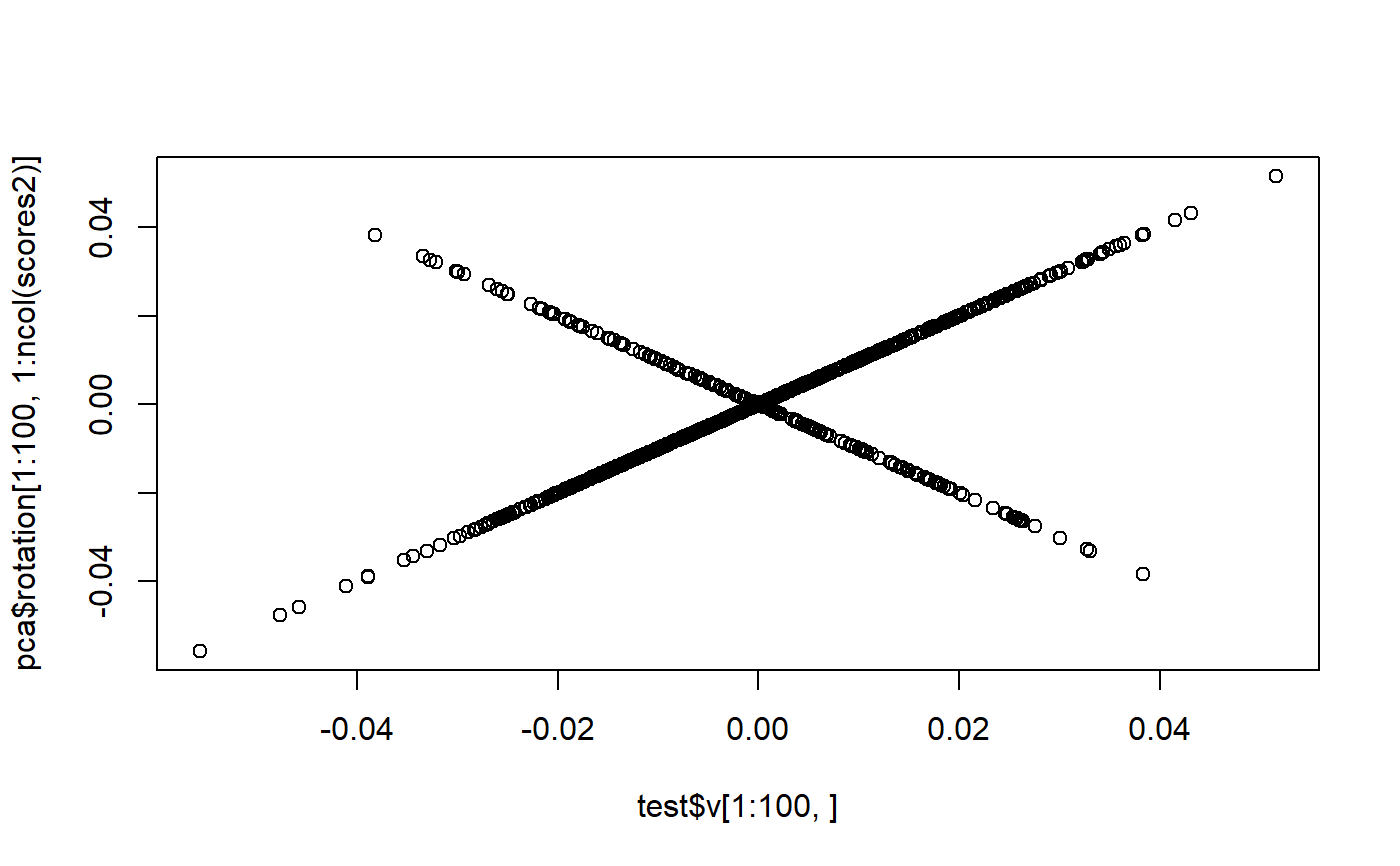 pca$rotation[1:100, 1:ncol(scores2)]
0.04
0.00
-0.04
-0.04 -0.02 0.00 0.02 0.04
test$v[1:100, ]